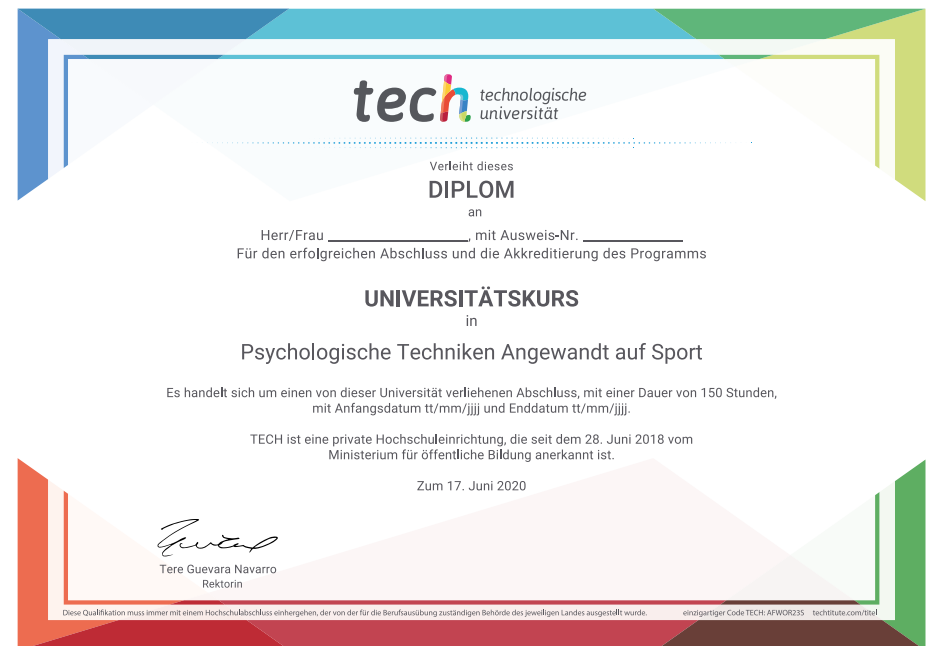 tech technologische
universität
Verleiht dieses
DIPLOM
an
Herr/Frau ____________, mit Ausweis-Nr. ____________
Für den erfolgreichen Abschluss und die Akkreditierung des Programms
UNIVERSITÄTSKURS
in
Psychologische Techniken Angewandt auf Sport
Es handelt sich um einen von dieser Universität verliehenen Abschluss, mit einer Dauer von 150 Stunden,
mit Anfangsdatum tt/mm/jjjj und Enddatum tt/mm/jjjj.
TECH ist eine private Hochschuleinrichtung, die seit dem 28. Juni 2018 vom
Ministerium für öffentliche Bildung anerkannt ist.
Zum 17. Juni 2020
Tere Guevara Navarro
Rektorin
Diese Qualifikation muss immer mit einem Hochschulabschluss einhergehen, der von der für die Berufsausübung zuständigen Behörde des jeweiligen Landes ausgestellt wurde. einzigartiger Code TECH: AFWOR23S techtitute.com/titel